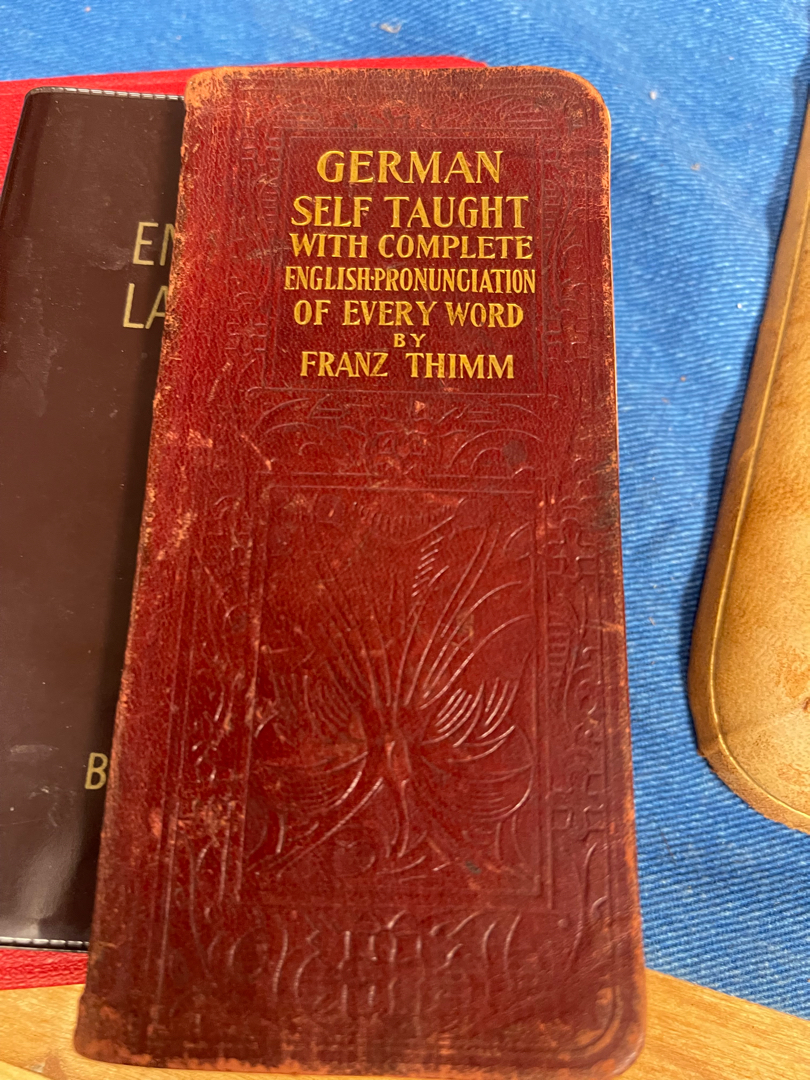 GERMAN
SELF TAUGHT
WITH COMPLETE
ENGLISH-PRONUNCIATION
OF EVERY WORD
BY
FRANZ THIMM